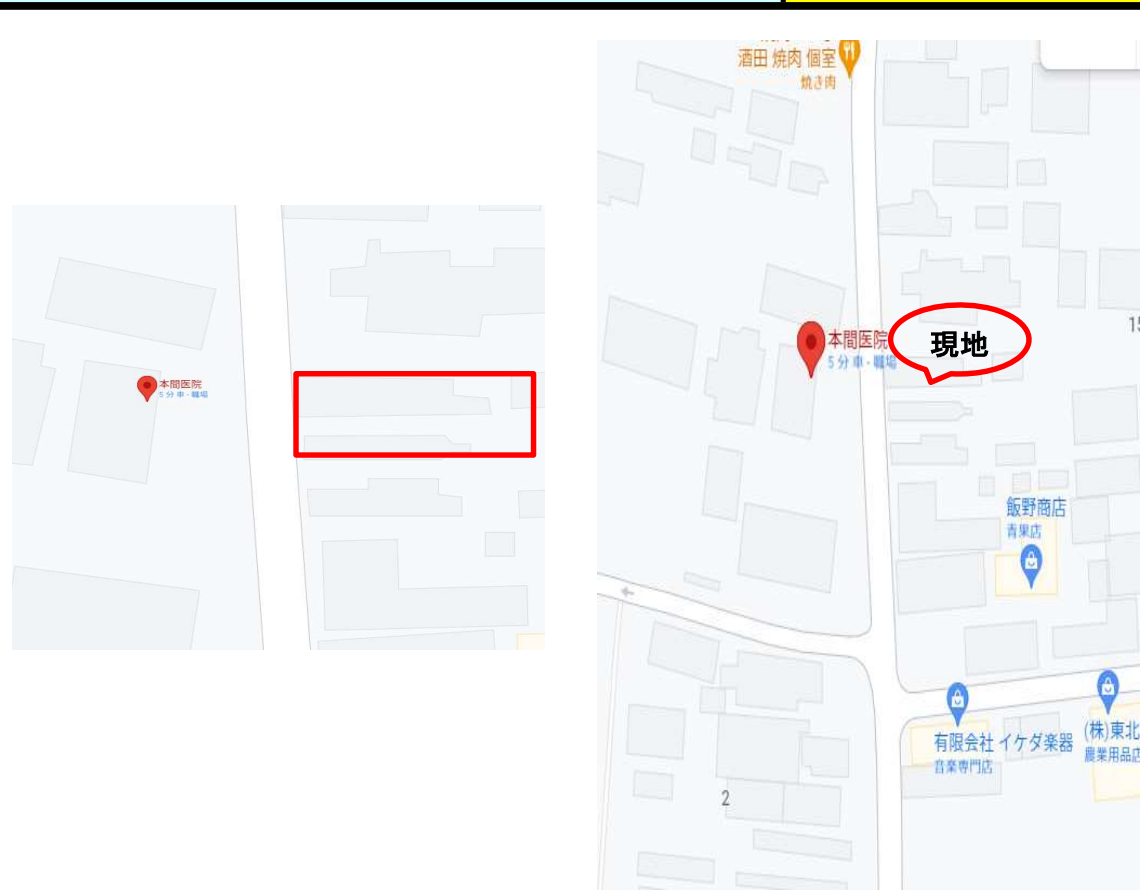 本間医院
5分 車・職場
酒田 焼肉 個室
焼き肉
本間医院
5分 車・職場
現地
15
飯野商店
青果店
有限会社 イケダ楽器
音楽専門店
(株)東北
農業用品店
2